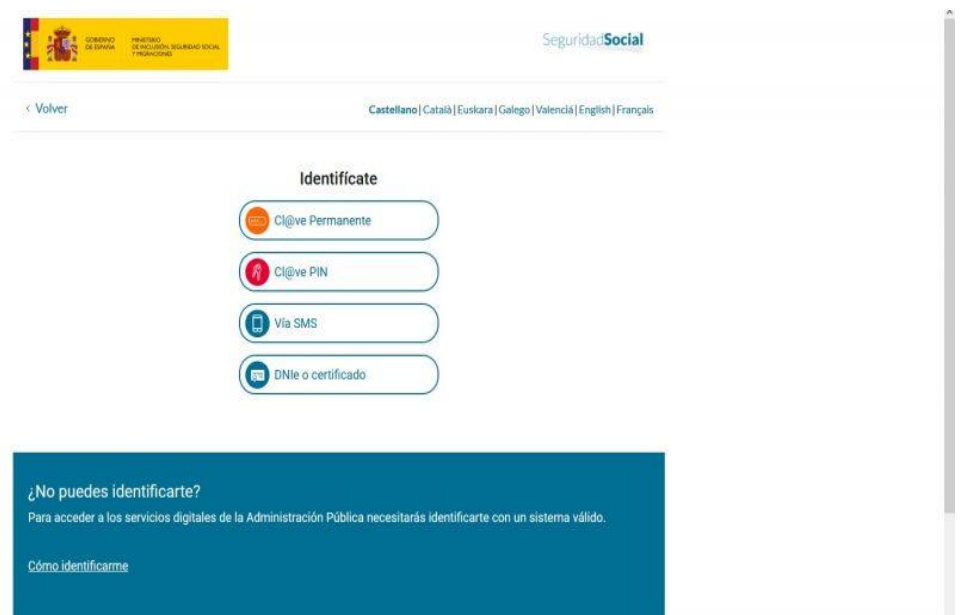 GOBIERNO
DE ESPAÑA
MINISTERIO
DE INCLUSIÓN, SEGURIDAD SOCIAL
Y MIGRACIONES
SeguridadSocial
‹ Volver
Castellano | Català | Euskara | Galego | Valencià | English | Français
Identifícate
Cl@ve Permanente
Cl@ve PIN
Vía SMS
DNIe o certificado
¿No puedes identificarte?
Para acceder a los servicios digitales de la Administración Pública necesitarás identificarte con un sistema válido.
Cómo identificarme